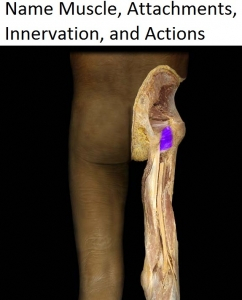 Name Muscle, Attachments,
Innervation, and Actions